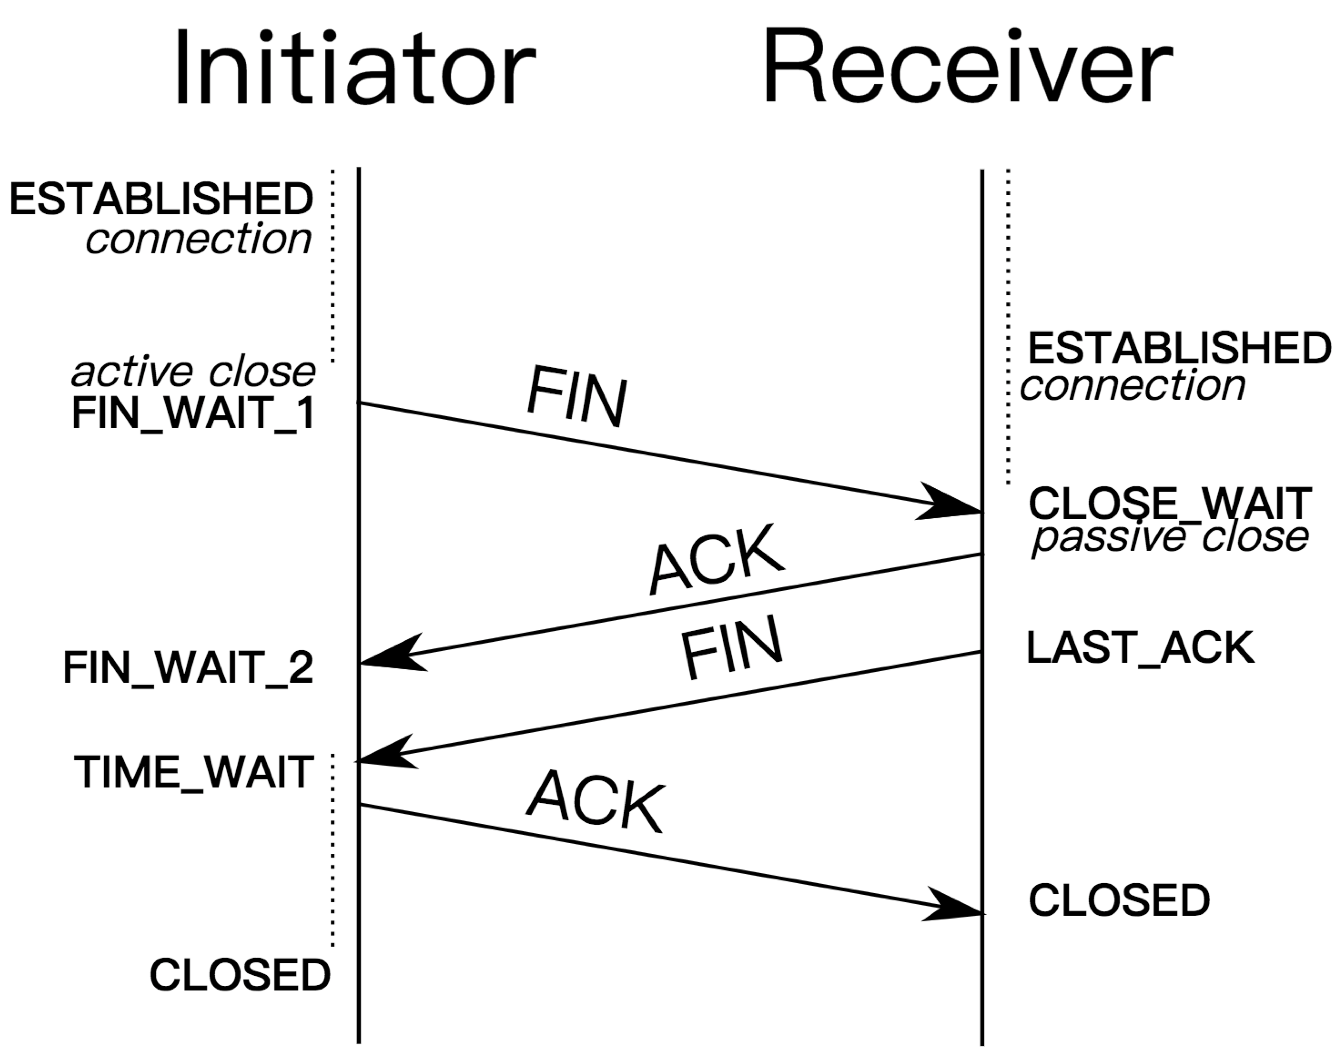 Initiator
Receiver
ESTABLISHED
connection
ESTABLISHED
connection
active close
FIN_WAIT_1
FIN
CLOSE_WAIT
passive close
ACK
FIN
LAST_ACK
FIN_WAIT_2
TIME_WAIT
ACK
CLOSED
CLOSED